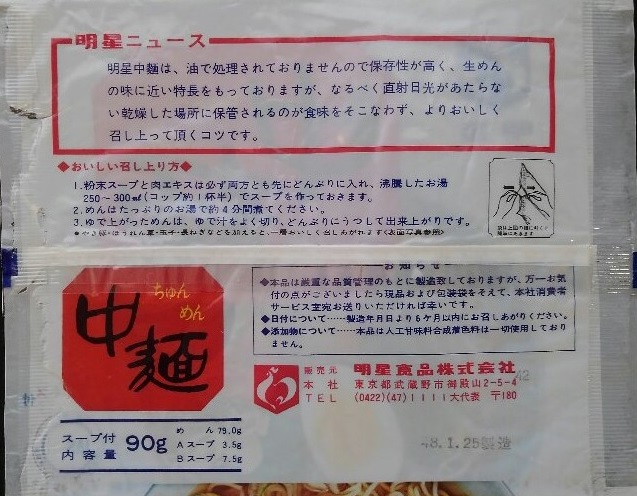 明星ニュース
明星中麺は、油で処理されておりませんので保存性が高く、生めん
の味に近い特長をもっておりますが、なるべく直射日光があたらな
い乾燥した場所に保管されるのが食味をそこなわず、よりおいしく
召し上って頂くコツです。
◆おいしい召し上り方◆
1.粉末スープと肉エキスは必ず両方とも先にどんぶりに入れ、沸騰したお湯
250〜300㎖(コップ約1杯半)でスープを作っておきます。
2.めんはたっぷりのお湯で約4分間煮てください。
3.ゆで上がっためんは、ゆで汁をよく切り、どんぶりにうつして出来上がりです。
お知らせ
◆本品は厳重な品質管理のもとに製造致しておりますが、万一お気
付の点がございましたら現品および包装袋をそえて、本社消費者
サービス室宛お送りいただければ幸いです。
◆日付について……製造年月日より6ケ月以内にお召しあがりください。
◆添加物について……本品は人工甘味料合成着色料は一切使用しており
ません。
ちゅん
めん
中麺
販売元 明星食品株式会社
本社 東京都武蔵野市御殿山2-5-4
TEL (0422)(47)1111大代表 〒180
42
スープ付
内容量
90g
めん 79.0g
Aスープ 3.5g
Bスープ 7.5g
48.1.25製造